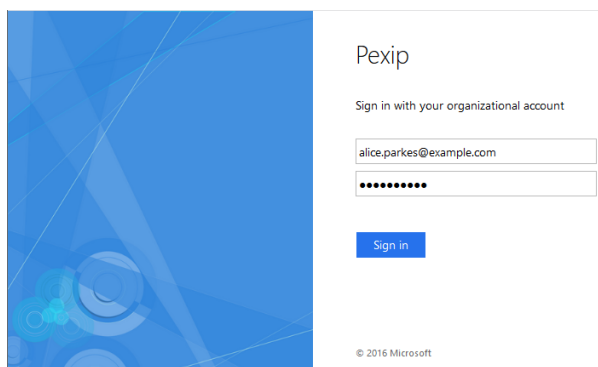 Pexip
Sign in with your organizational account
alice.parkes@example.com
●●●●●●●●●●
Sign in
© 2016 Microsoft